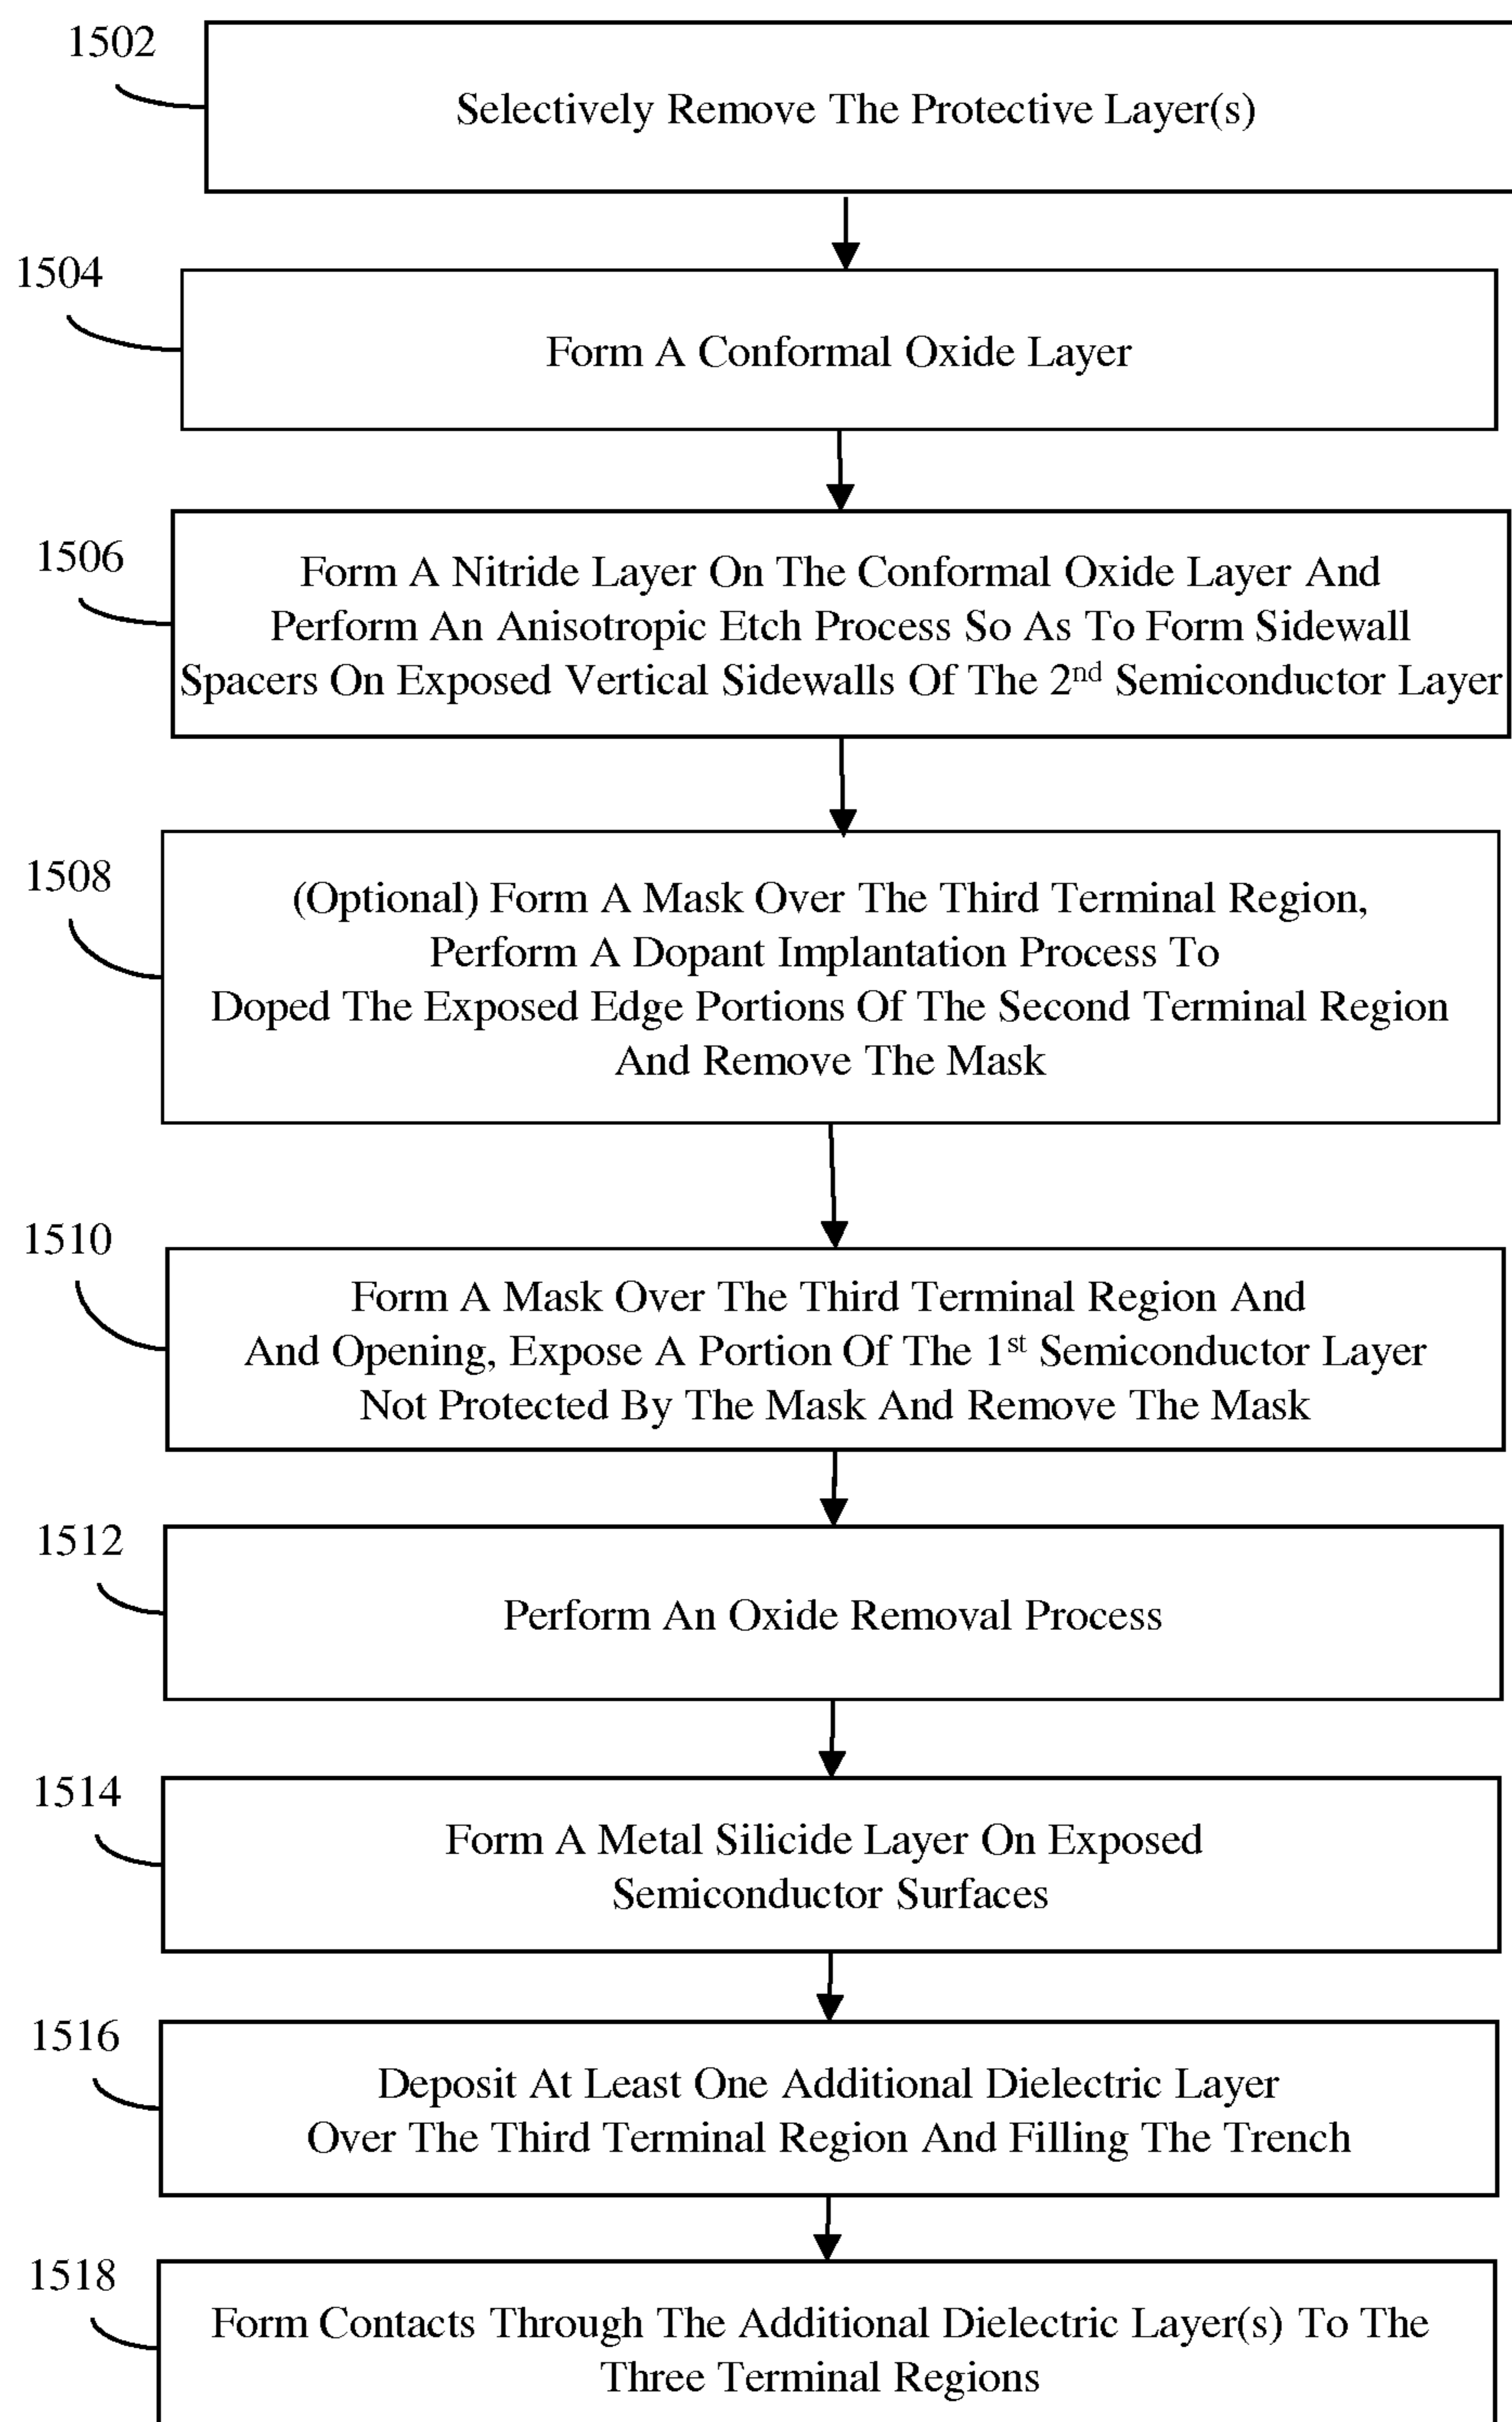 1502
Selectively Remove The Protective Layer(s)
1504
Form A Conformal Oxide Layer
1506
Form A Nitride Layer On The Conformal Oxide Layer And
Perform An Anisotropic Etch Process So As To Form Sidewall
Spacers On Exposed Vertical Sidewalls Of The 2nd Semiconductor Layer
1508
(Optional) Form A Mask Over The Third Terminal Region,
Perform A Dopant Implantation Process To
Doped The Exposed Edge Portions Of The Second Terminal Region
And Remove The Mask
1510
Form A Mask Over The Third Terminal Region And
And Opening, Expose A Portion Of The 1st Semiconductor Layer
Not Protected By The Mask And Remove The Mask
1512
Perform An Oxide Removal Process
1514
Form A Metal Silicide Layer On Exposed
Semiconductor Surfaces
1516
Deposit At Least One Additional Dielectric Layer
Over The Third Terminal Region And Filling The Trench
1518
Form Contacts Through The Additional Dielectric Layer(s) To The
Three Terminal Regions